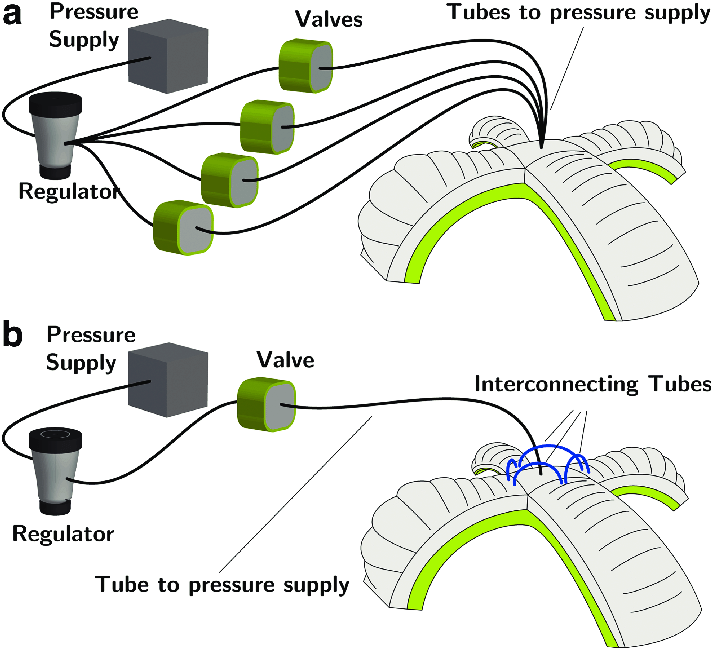 a
Pressure
Supply
Valves
Tubes to pressure supply
Regulator
b
Pressure
Supply
Valve
Interconnecting Tubes
Regulator
Tube to pressure supply